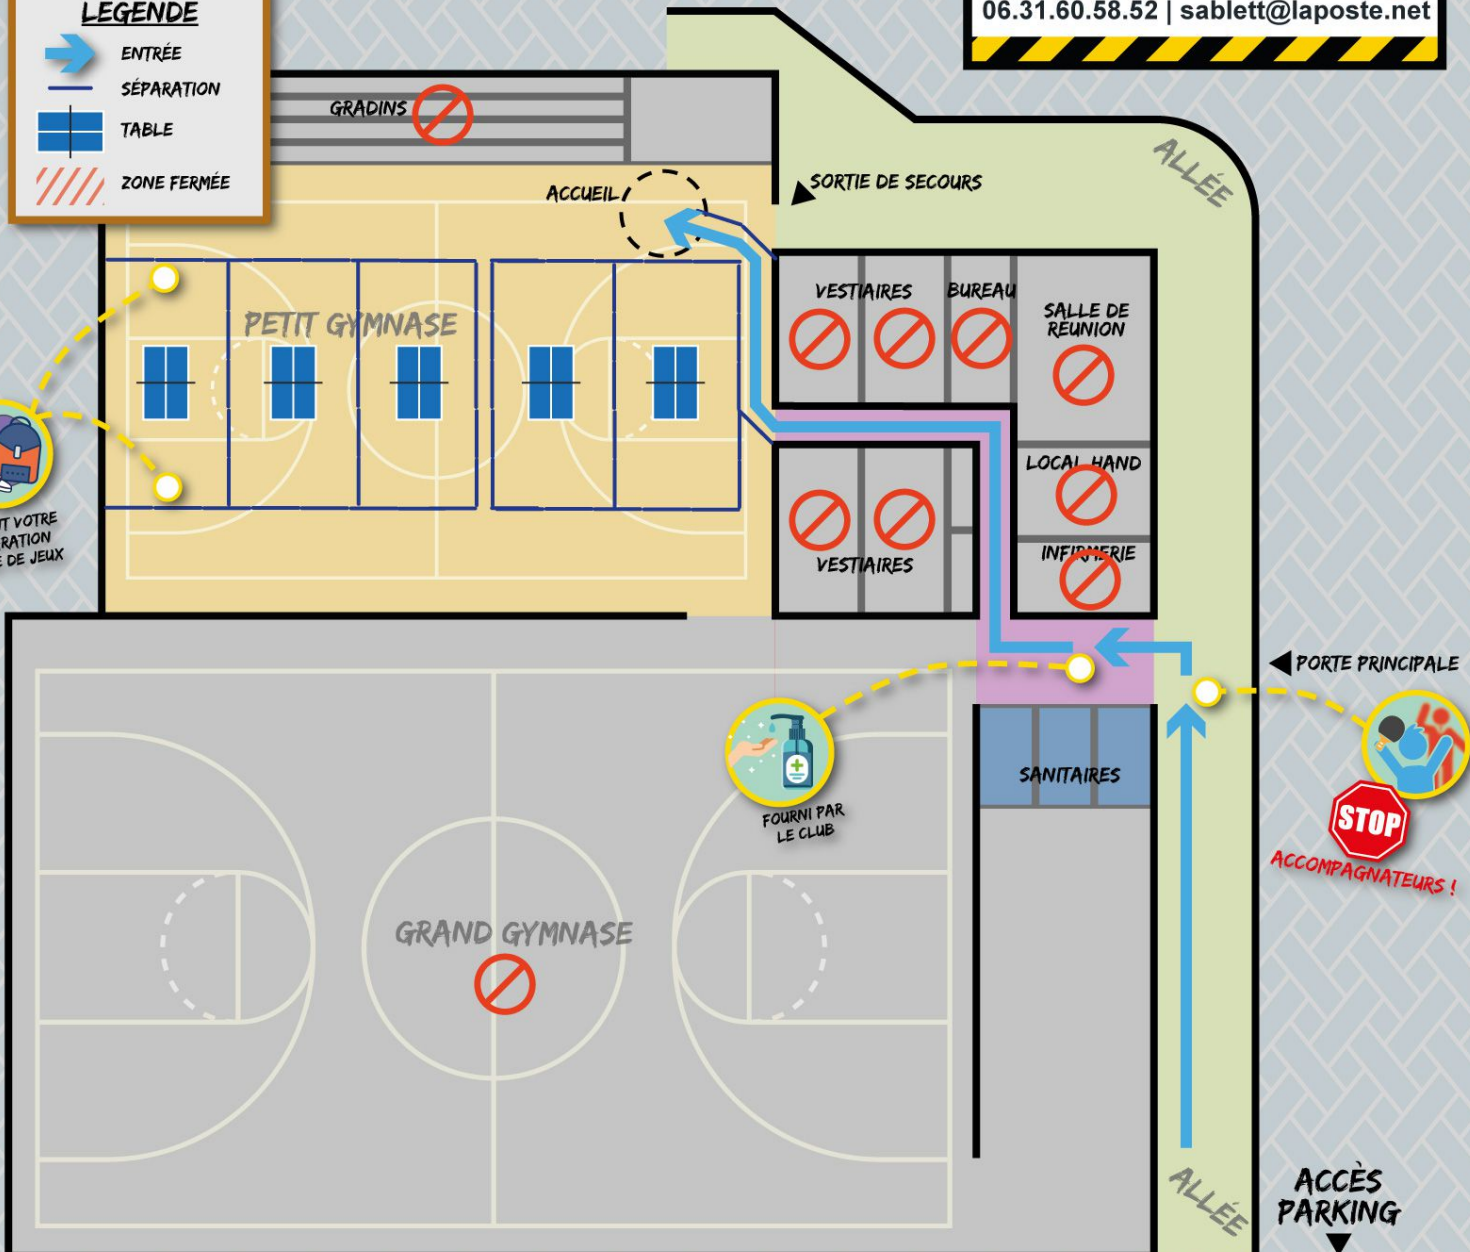 LEGENDE
ENTRÉE
SÉPARATION
TABLE
ZONE FERMÉE
06.31.60.58.52 | sablett@laposte.net
GRADINS
ALLÉE
ACCUEIL
SORTIE DE SECOURS
VESTIAIRES
BUREAU
SALLE DE
REUNION
PETIT GYMNASE
LOCAL HAND
VOTRE
DE JEUX
INFIRMERIE
VESTIAIRES
PORTE PRINCIPALE
SANITAIRES
FOURNI PAR
LE CLUB
STOP
ACCOMPAGNATEURS !
GRAND GYMNASE
ALLÉE
ACCÈS
PARKING